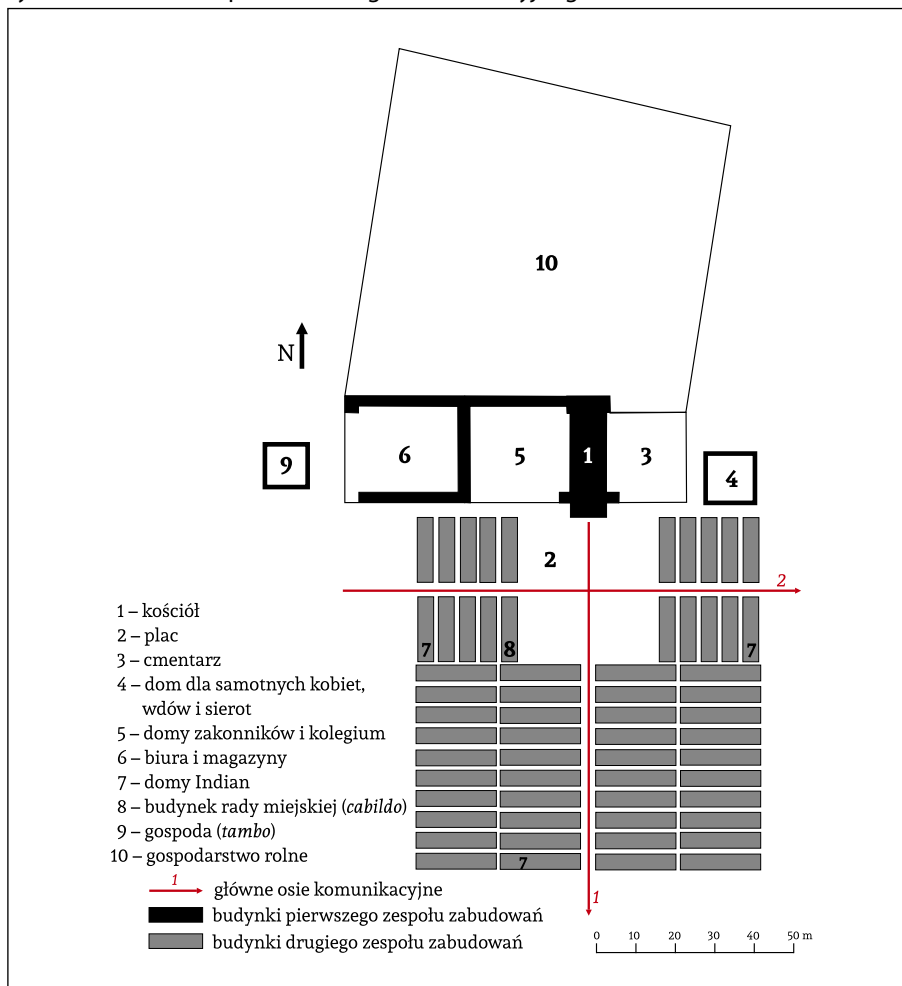 10
N
9
6
5
1
3
4
2
2
7
8
7
7
1
1 – kościół
2 – plac
3 – cmentarz
4 – dom dla samotnych kobiet,
wdów i sierot
5 – domy zakonników i kolegium
6 – biura i magazyny
7 – domy Indian
8 – budynek rady miejskiej (cabildo)
9 – gospoda (tambo)
10 – gospodarstwo rolne
1 główne osie komunikacyjne
budynki pierwszego zespołu zabudowań
budynki drugiego zespołu zabudowań
0 10 20 30 40 50 m